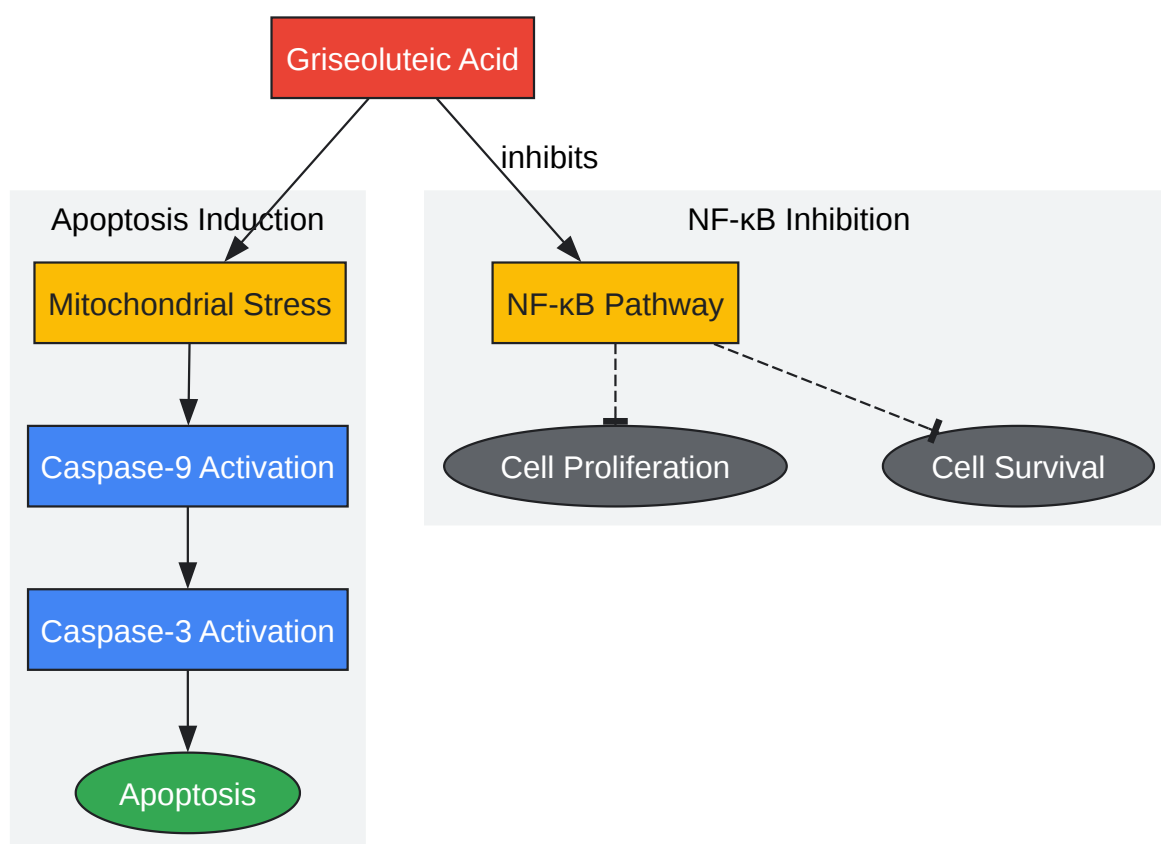 Griseoluteic Acid
inhibits
Apoptosis Induction
NF-κB Inhibition
Mitochondrial Stress
NF-κB Pathway
Caspase-9 Activation
Cell Proliferation
Cell Survival
Caspase-3 Activation
Apoptosis